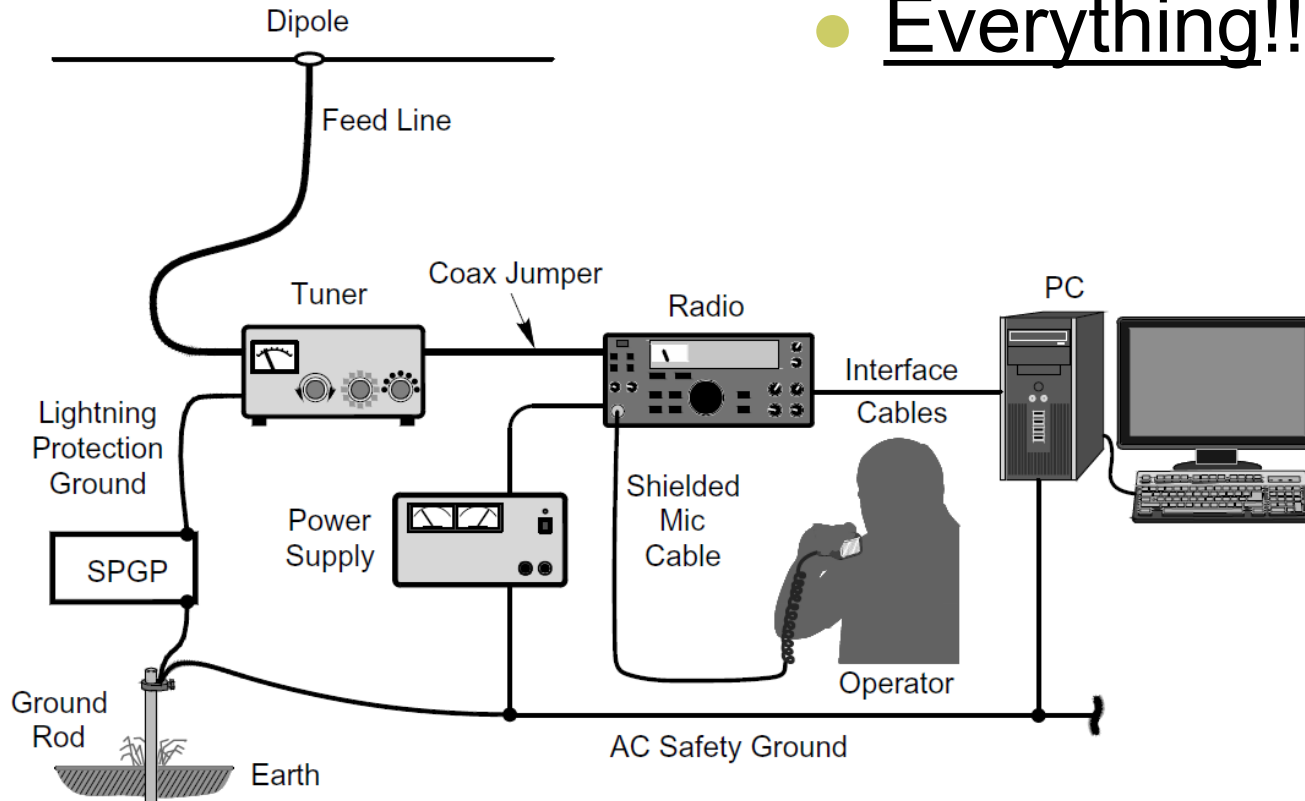 Everything!!
Dipole
Feed Line
Coax Jumper
Tuner
Radio
PC
Interface
Cables
Lightning
Protection
Ground
Power
Supply
Shielded
Mic
Cable
SPGP
Operator
Ground
Rod
AC Safety Ground
Earth